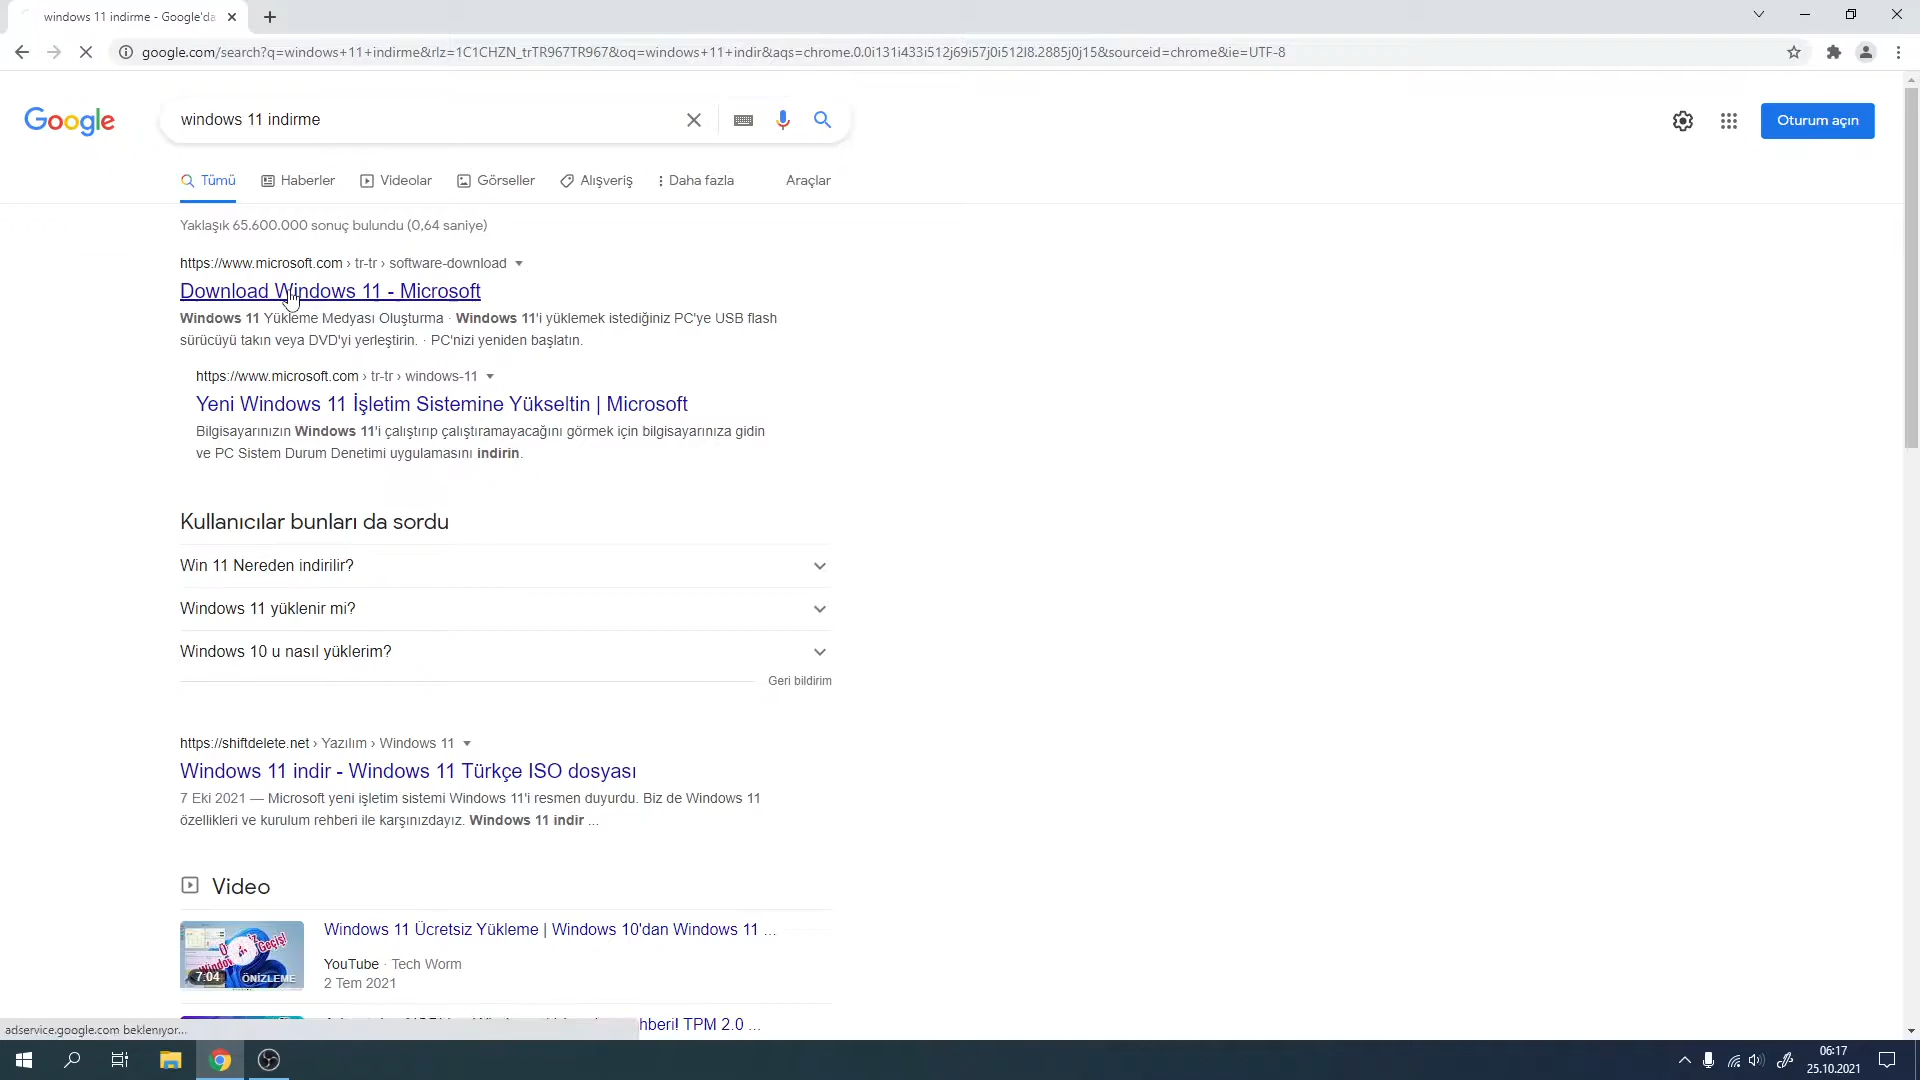 windows 11 indirme - Google'da
google.com/search?q=windows+11+indirme&rlz=1C1CHZN_trTR967TR967&oq=windows+11+indir&aqs=chrome.0.0i131i433i512j69i57j0i512l8.2885j0j15&sourceid=chrome&ie=UTF-8
Google
windows 11 indirme
Oturum açın
Tümü Haberler Videolar Görseller Alışveriş Daha fazla Araçlar
Yaklaşık 65.600.000 sonuç bulundu (0,64 saniye)
https://www.microsoft.com › tr-tr › software-download
Download Windows 11 - Microsoft
Windows 11 Yükleme Medyası Oluşturma · Windows 11'i yüklemek istediğiniz PC'ye USB flash
sürücüyü takın veya DVD'yi yerleştirin. · PC'nizi yeniden başlatın.
https://www.microsoft.com › tr-tr › windows-11
Yeni Windows 11 İşletim Sistemine Yükseltin | Microsoft
Bilgisayarınızın Windows 11'i çalıştırıp çalıştıramayacağını görmek için bilgisayarınıza gidin
ve PC Sistem Durum Denetimi uygulamasını indirin.
Kullanıcılar bunları da sordu
Win 11 Nereden indirilir?
Windows 11 yüklenir mi?
Windows 10 u nasıl yüklerim?
Geri bildirim
https://shiftdelete.net › Yazılım › Windows 11
Windows 11 indir - Windows 11 Türkçe ISO dosyası
7 Eki 2021 — Microsoft yeni işletim sistemi Windows 11'i resmen duyurdu. Biz de Windows 11
özellikleri ve kurulum rehberi ile karşınızdayız. Windows 11 indir ...
Video
Windows 11 Ücretsiz Yükleme | Windows 10'dan Windows 11 ...
YouTube · Tech Worm
2 Tem 2021
7:04 ÖNİZLEME
hberi! TPM 2.0 ...
adservice.google.com bekleniyor...
06:17
25.10.2021